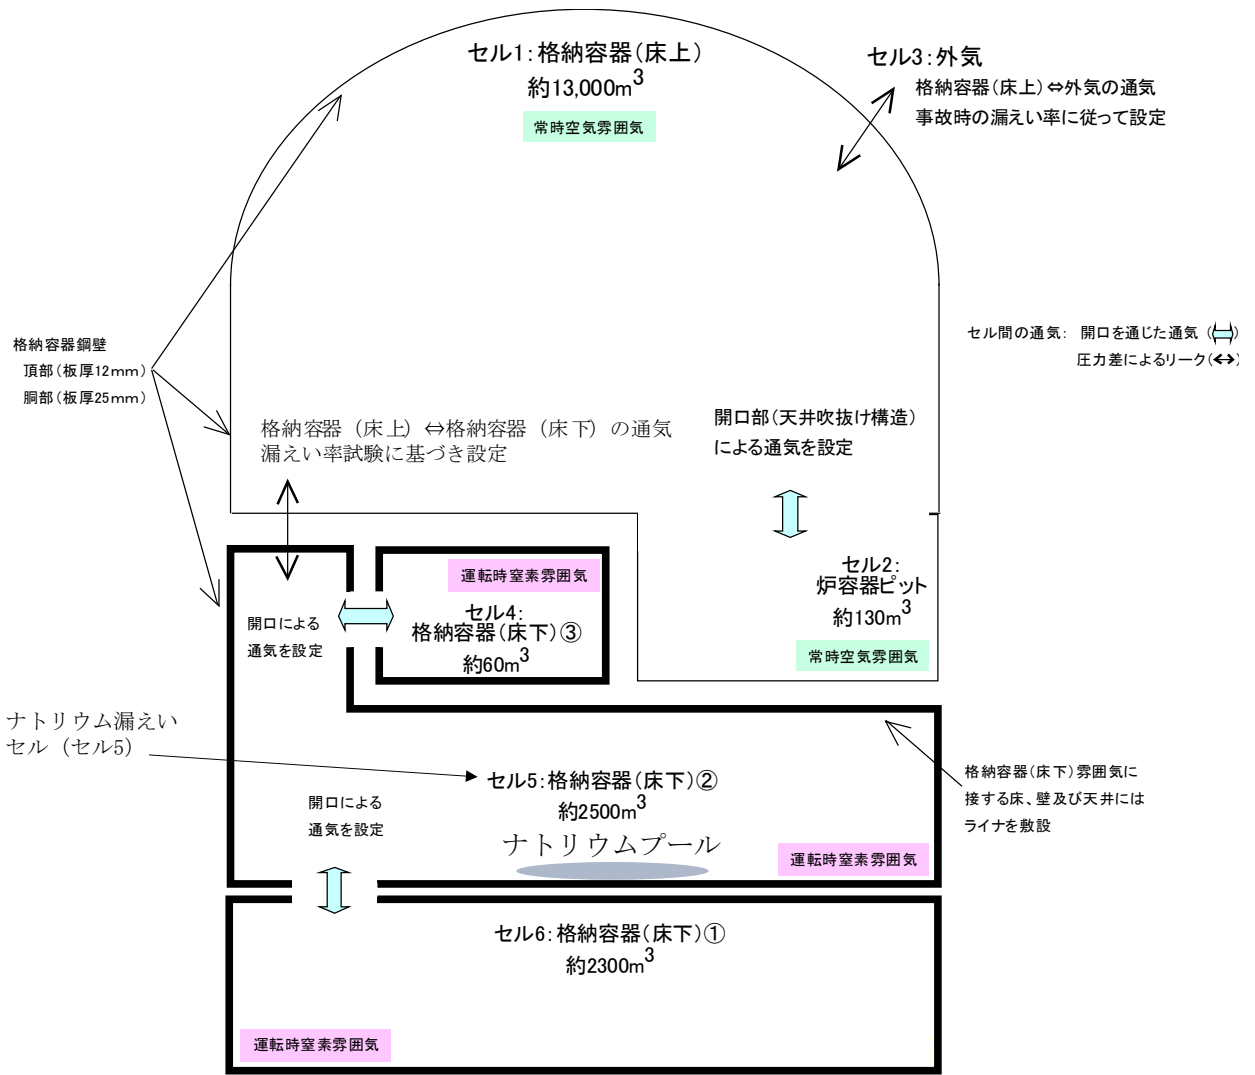 セル1：格納容器（床上）
約13,000m3
常時空気雰囲気
セル3：外気
格納容器（床上）⇔外気の通気
事故時の漏えい率に従って設定
格納容器鋼壁
頂部（板厚12mm）
胴部（板厚25mm）
セル間の通気： 開口を通じた通気（⇔）
圧力差によるリーク（↔）
格納容器（床上）⇔格納容器（床下）の通気
漏えい率試験に基づき設定
開口部（天井吹抜け構造）
による通気を設定
セル2：
炉容器ピット
約130m3
常時空気雰囲気
運転時窒素雰囲気
セル4：
格納容器（床下）③
約60m3
開口による
通気を設定
ナトリウム漏えい
セル（セル5）
セル5：格納容器（床下）②
約2500m3
ナトリウムプール
開口による
通気を設定
運転時窒素雰囲気
格納容器（床下）雰囲気に
接する床、壁及び天井には
ライナを敷設
セル6：格納容器（床下）①
約2300m3
運転時窒素雰囲気